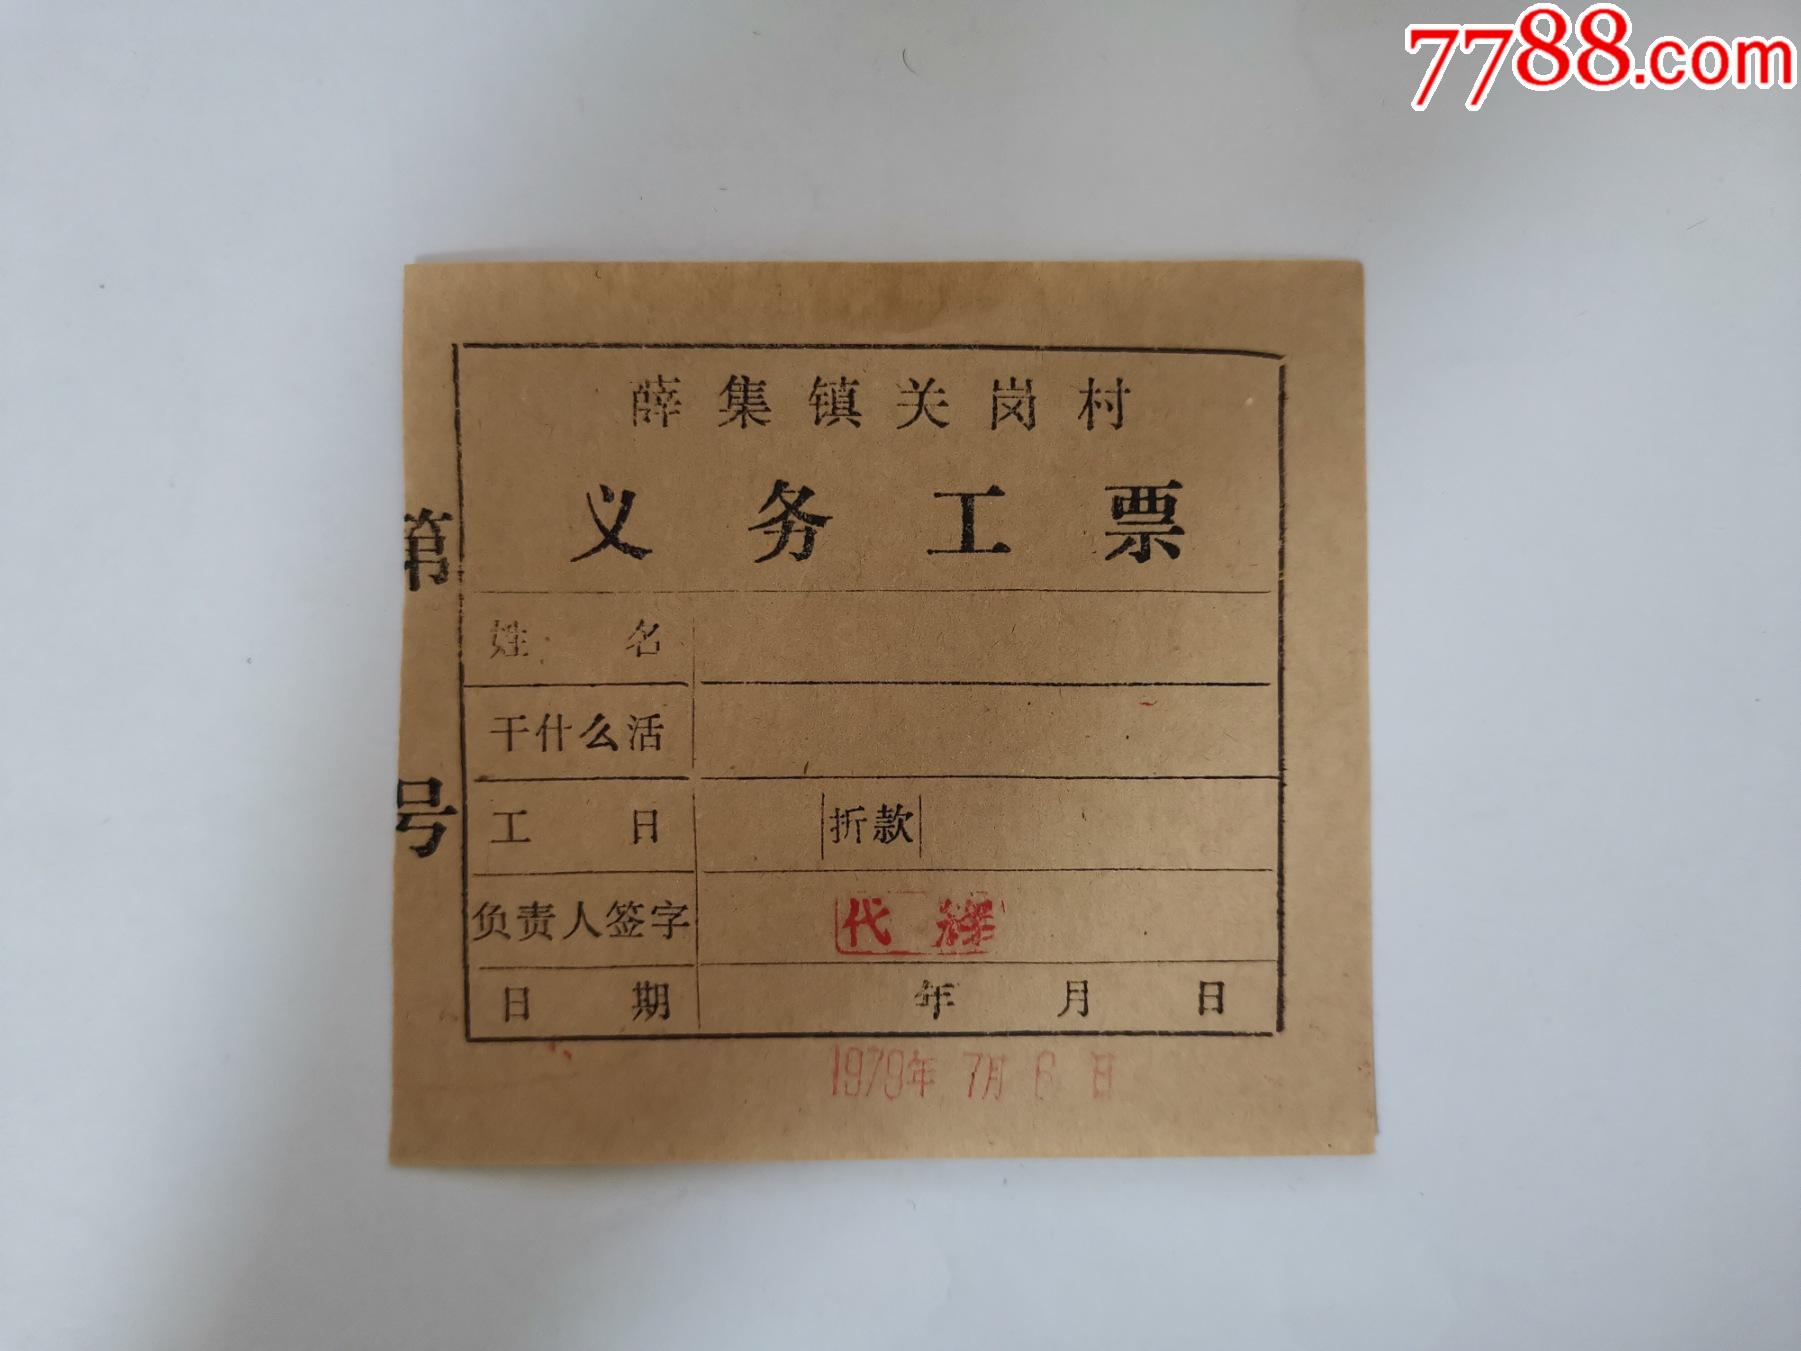 7788.com
薛集镇关岗村
义务工票
第 号
姓名
干什么活
工日 折款
负责人签字 代
日期 年 月 日
1979年7月6日